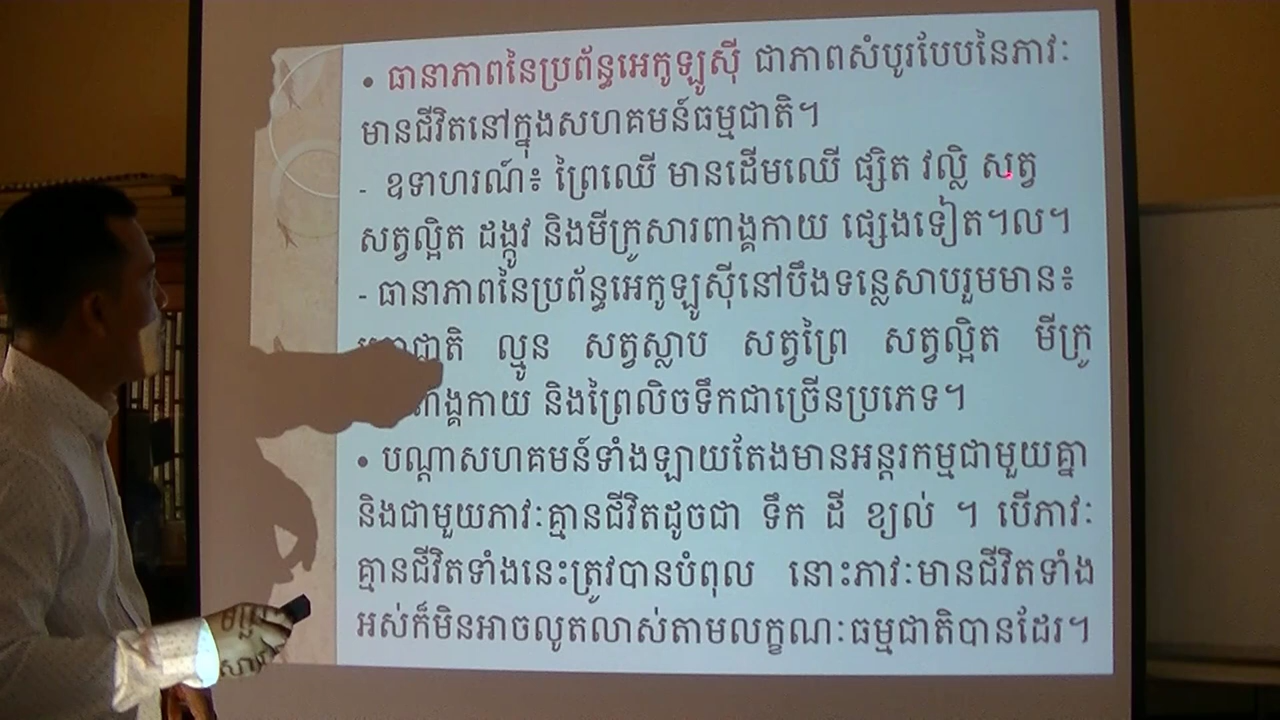 • ធានាភាពនៃប្រព័ន្ធអេកូឡូស៊ី ជាភាពសំបូរបែបនៃភាវៈ
មានជីវិតនៅក្នុងសហគមន៍ធម្មជាតិ។
- ឧទាហរណ៍៖ ព្រៃឈើ មានដើមឈើ ផ្សិត វល្លិ សត្វ
សត្វល្អិត ដង្កូវ និងមីក្រូសារពាង្គកាយ ផ្សេងទៀត។ល។
- ធានាភាពនៃប្រព័ន្ធអេកូឡូស៊ីនៅបឹងទន្លេសាបរួមមាន៖
ល្មូន សត្វស្លាប សត្វព្រៃ សត្វល្អិត មីក្រូ
និងព្រៃលិចទឹកជាច្រើនប្រភេទ។
• បណ្តាសហគមន៍ទាំងឡាយតែងមានអន្តរកម្មជាមួយគ្នា
និងជាមួយភាវៈគ្មានជីវិតដូចជា ទឹក ដី ខ្យល់ ។ បើភាវៈ
គ្មានជីវិតទាំងនេះត្រូវបានបំពុល នោះភាវៈមានជីវិតទាំង
អស់ក៏មិនអាចលូតលាស់តាមលក្ខណៈធម្មជាតិបានដែរ។